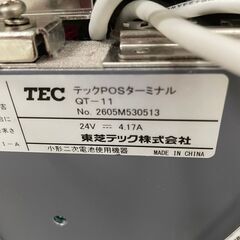 TEC テックPOSターミナル
QT-11
No. 2605M530513
24V ⎓ 4.17A
東芝テック株式会社
小形二次電池使用機器 MADE IN CHINA
害
1-A